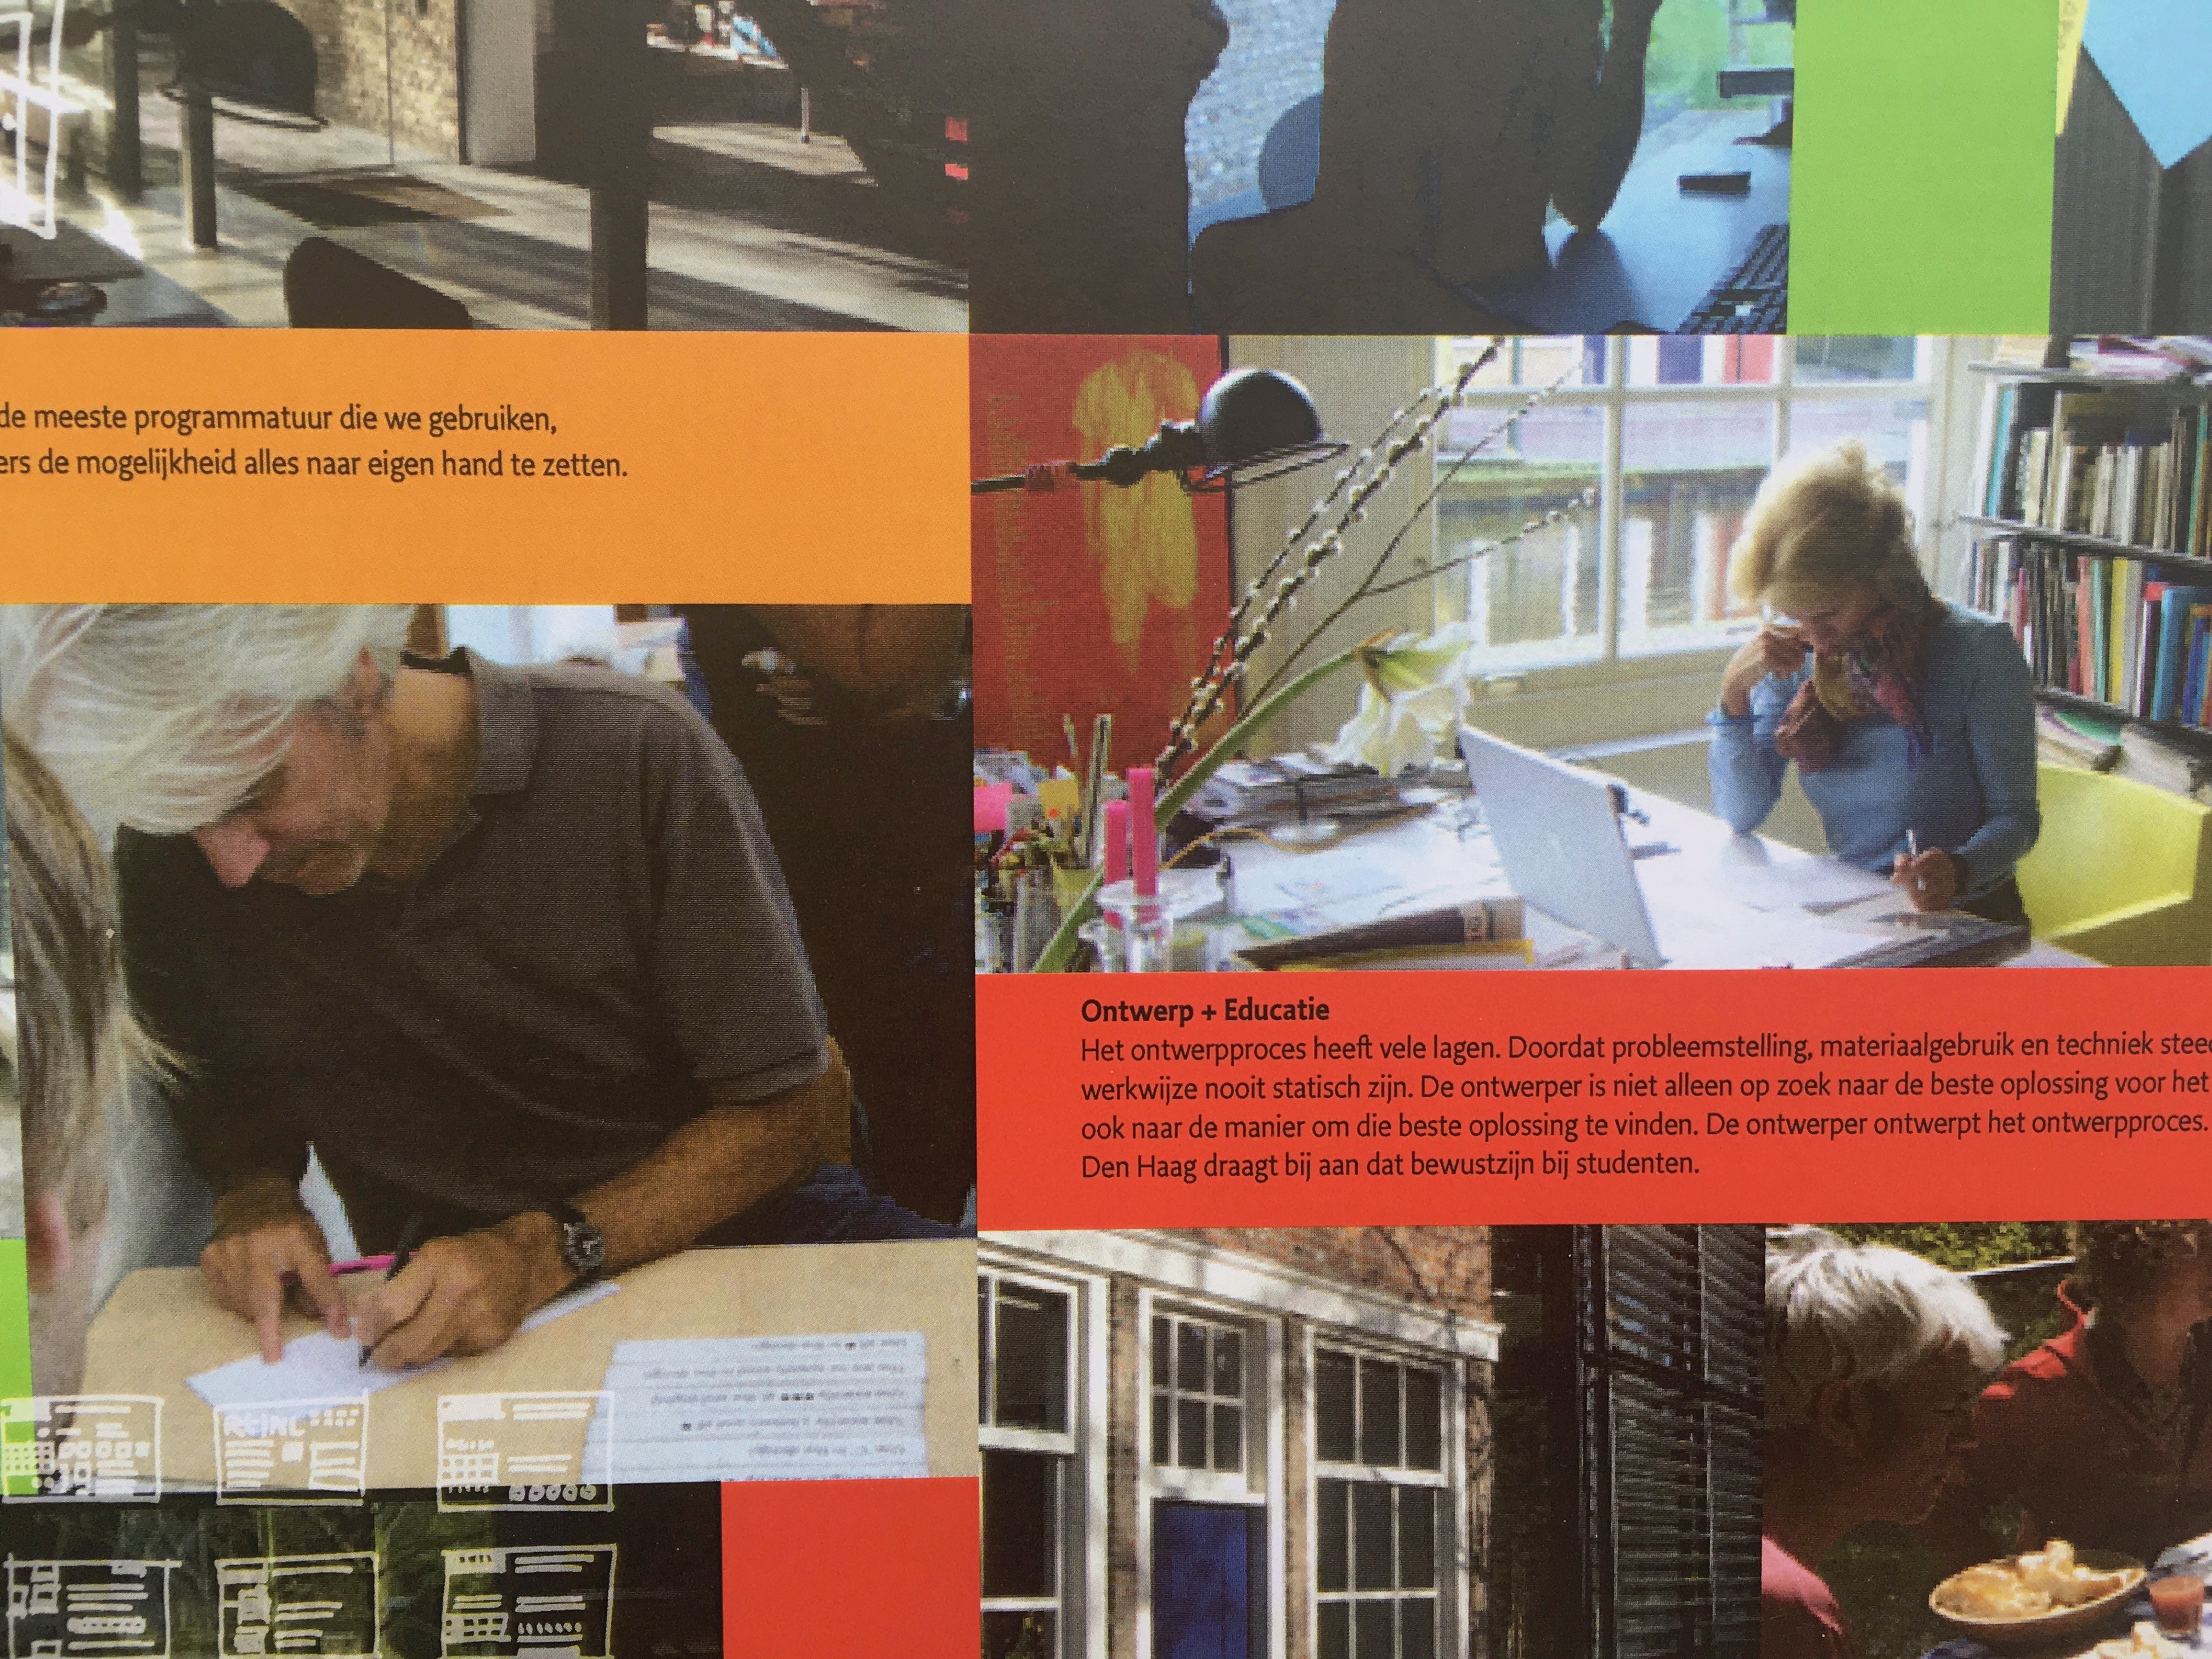 de meeste programmatuur die we gebruiken,
ers de mogelijkheid alles naar eigen hand te zetten.
Ontwerp + Educatie
Het ontwerpproces heeft vele lagen. Doordat probleemstelling, materiaalgebruik en techniek steed
werkwijze nooit statisch zijn. De ontwerper is niet alleen op zoek naar de beste oplossing voor het
ook naar de manier om die beste oplossing te vinden. De ontwerper ontwerpt het ontwerpproces.
Den Haag draagt bij aan dat bewustzijn bij studenten.